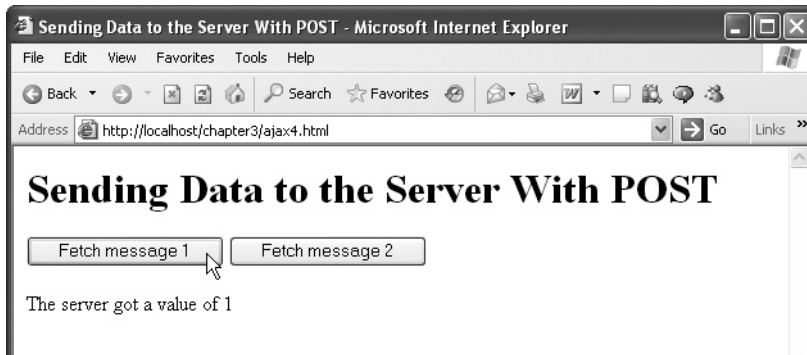 Sending Data to the Server With POST - Microsoft Internet Explorer
File Edit View Favorites Tools Help
Back Search Favorites W
Address http://localhost/chapter3/ajax4.html Go Links »
Sending Data to the Server With POST
Fetch message 1 Fetch message 2
The server got a value of 1